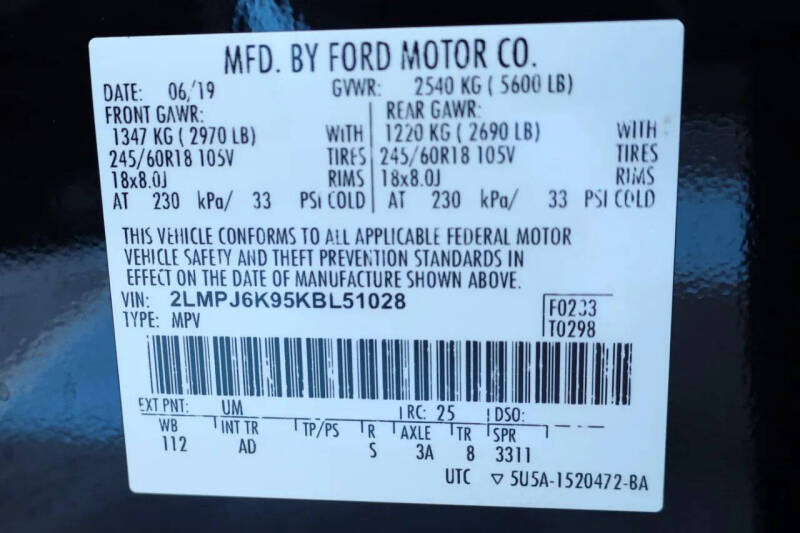 MFD. BY FORD MOTOR CO.
DATE: 06/19 GVWR: 2540 KG ( 5600 LB)
FRONT GAWR: REAR GAWR:
1347 KG ( 2970 LB) WITH 1220 KG ( 2690 LB) WITH
245/60R18 105V TIRES 245/60R18 105V TIRES
18x8.0J RIMS 18x8.0J RIMS
AT 230 kPa/ 33 PSI COLD AT 230 kPa/ 33 PSI COLD
THIS VEHICLE CONFORMS TO ALL APPLICABLE FEDERAL MOTOR
VEHICLE SAFETY AND THEFT PREVENTION STANDARDS IN
EFFECT ON THE DATE OF MANUFACTURE SHOWN ABOVE.
VIN: 2LMPJ6K95KBL51028 F0233
TYPE: MPV T0298
EXT PNT: UM RC: 25 DSO:
WB INT TR TP/PS R AXLE TR SPR
112 AD S 3A 8 3311
UTC ▽ 5U5A-1520472-BA